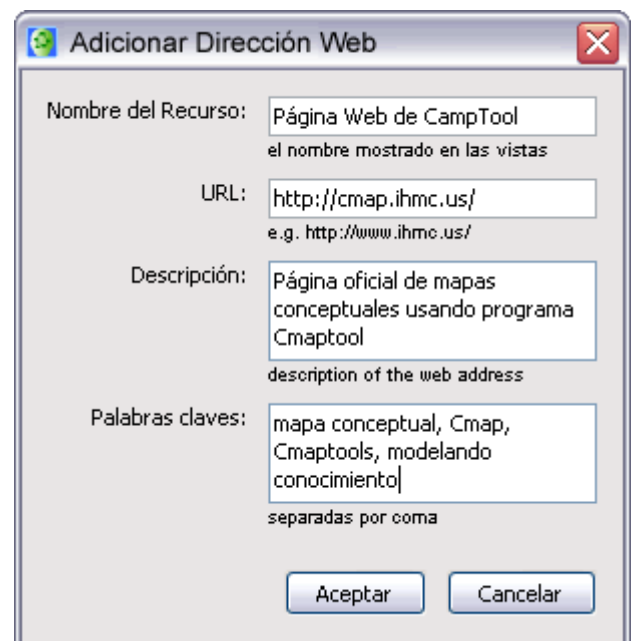 Adicionar Dirección Web
Nombre del Recurso: Página Web de CampTool
el nombre mostrado en las vistas
URL: http://cmap.ihmc.us/
e.g. http://www.ihmc.us/
Descripción: Página oficial de mapas
conceptuales usando programa
Cmaptool
description of the web address
Palabras claves: mapa conceptual, Cmap,
Cmaptools, modelando
conocimiento
separadas por coma
Aceptar Cancelar